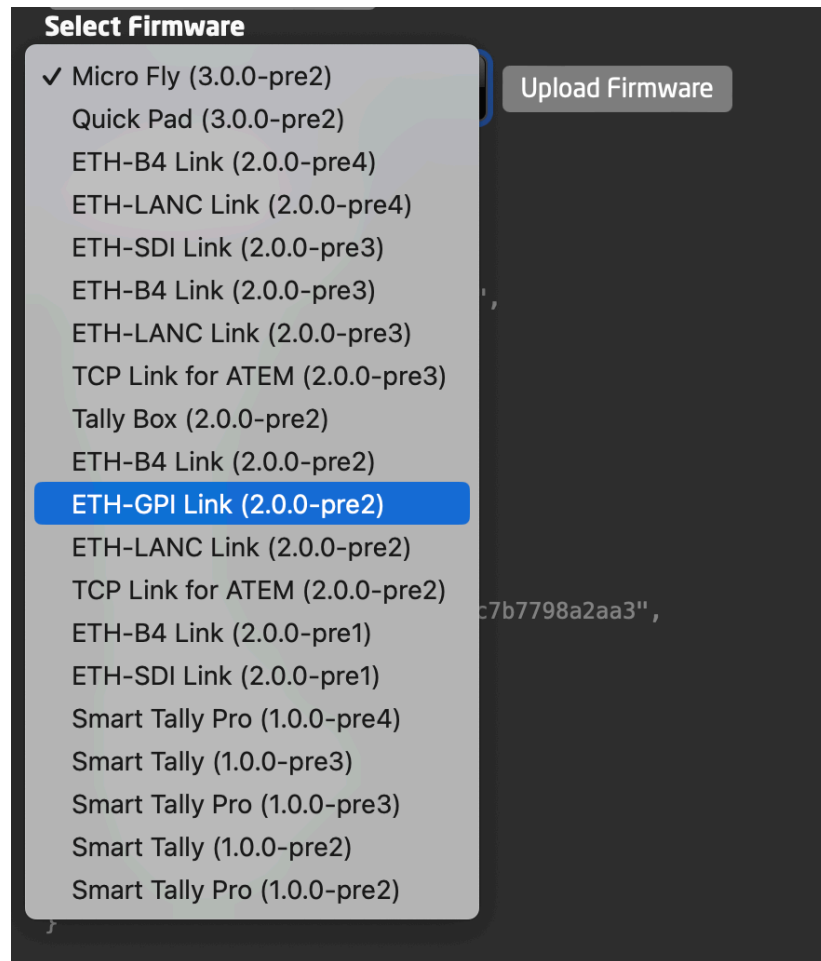 Select Firmware
✓ Micro Fly (3.0.0-pre2)
Upload Firmware
Quick Pad (3.0.0-pre2)
ETH-B4 Link (2.0.0-pre4)
ETH-LANC Link (2.0.0-pre4)
ETH-SDI Link (2.0.0-pre3)
ETH-B4 Link (2.0.0-pre3)
",
ETH-LANC Link (2.0.0-pre3)
TCP Link for ATEM (2.0.0-pre3)
Tally Box (2.0.0-pre2)
ETH-B4 Link (2.0.0-pre2)
ETH-GPI Link (2.0.0-pre2)
ETH-LANC Link (2.0.0-pre2)
TCP Link for ATEM (2.0.0-pre2)
c7b7798a2aa3",
ETH-B4 Link (2.0.0-pre1)
ETH-SDI Link (2.0.0-pre1)
Smart Tally Pro (1.0.0-pre4)
Smart Tally (1.0.0-pre3)
Smart Tally Pro (1.0.0-pre3)
Smart Tally (1.0.0-pre2)
Smart Tally Pro (1.0.0-pre2)
}